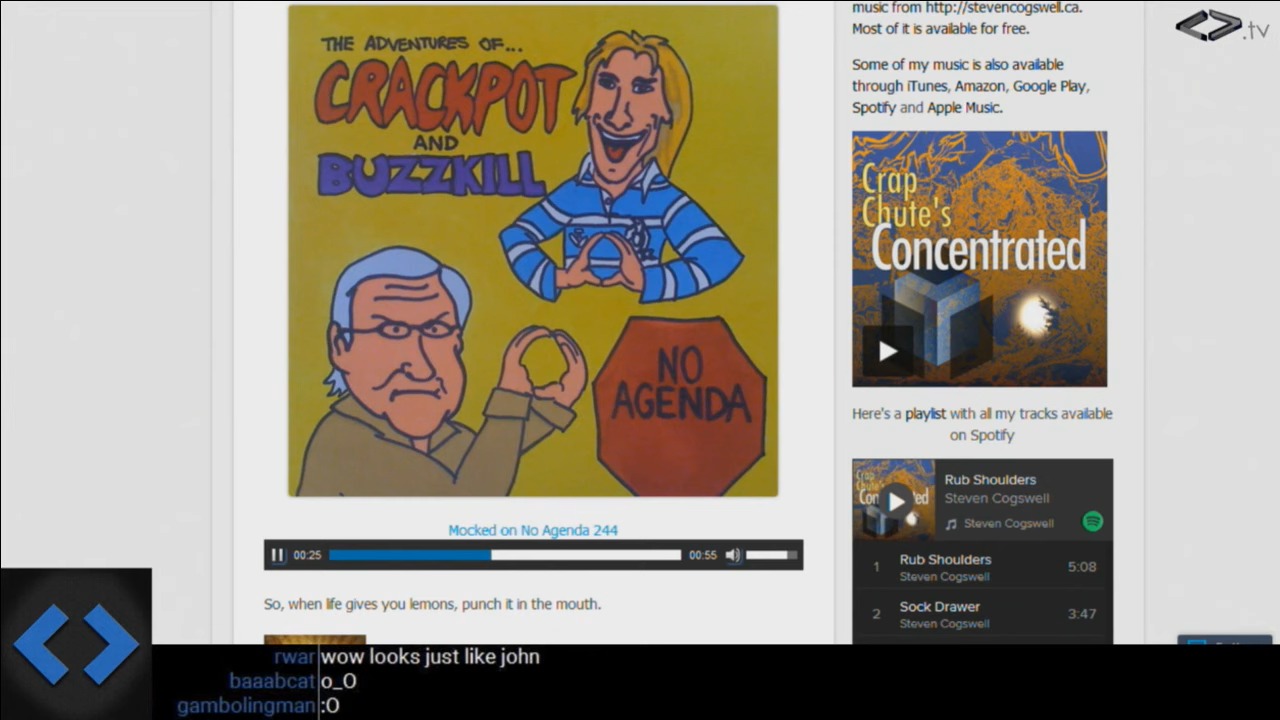 THE ADVENTURES OF...
CRACKPOT
AND
BUZZKILL
NO
AGENDA
Mocked on No Agenda 244
00:25
00:55
So, when life gives you lemons, punch it in the mouth.
music from http://stevencogswell.ca.
Most of it is available for free.
Some of my music is also available
through iTunes, Amazon, Google Play,
Spotify and Apple Music.
Crap
Chute's
Concentrated
Here's a playlist with all my tracks available
on Spotify
Rub Shoulders
Steven Cogswell
Steven Cogswell
1 Rub Shoulders 5:08
Steven Cogswell
2 Sock Drawer 3:47
Steven Cogswell
<>.tv
rwar wow looks just like john
baaabcat o_O
gambolingman :O